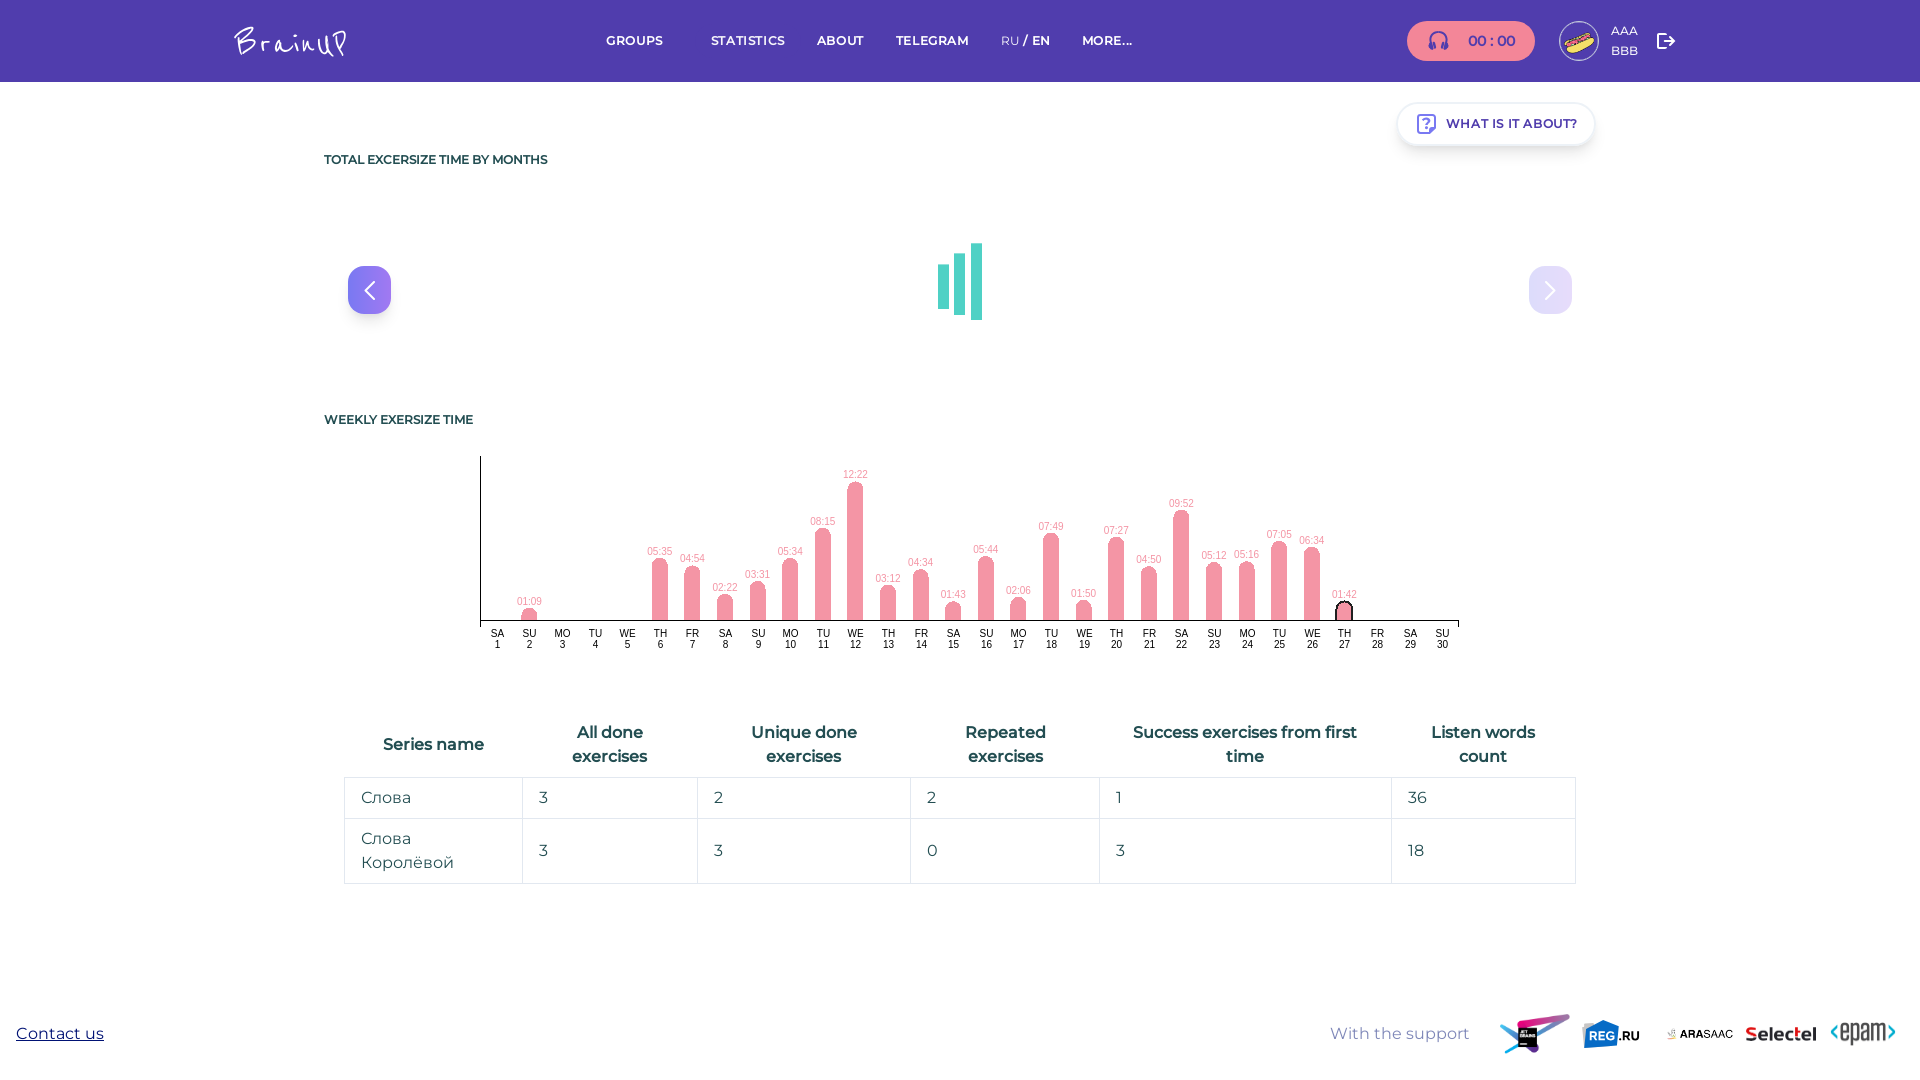 BrainUP
GROUPS
STATISTICS
ABOUT
TELEGRAM
RU / EN
MORE...
00 : 00
AAA
BBB
WHAT IS IT ABOUT?
TOTAL EXCERSIZE TIME BY MONTHS
WEEKLY EXERSIZE TIME
01:09 05:35 04:54 02:22 03:31 05:34 08:15 12:22 03:12 04:34 01:43 05:44 02:06 07:49 01:50 07:27 04:50 09:52 05:12 05:16 07:05 06:34 01:42
SA SU MO TU WE TH FR SA SU MO TU WE TH FR SA SU MO TU WE TH FR SA SU MO TU WE TH FR SA SU
1 2 3 4 5 6 7 8 9 10 11 12 13 14 15 16 17 18 19 20 21 22 23 24 25 26 27 28 29 30
Series name
All done
exercises
Unique done
exercises
Repeated
exercises
Success exercises from first
time
Listen words
count
Слова 3 2 2 1 36
Слова
Королёвой
3 3 0 3 18
Contact us
With the support
JET
BRAINS
REG.RU
ARASAAC
Selectel
<epam>